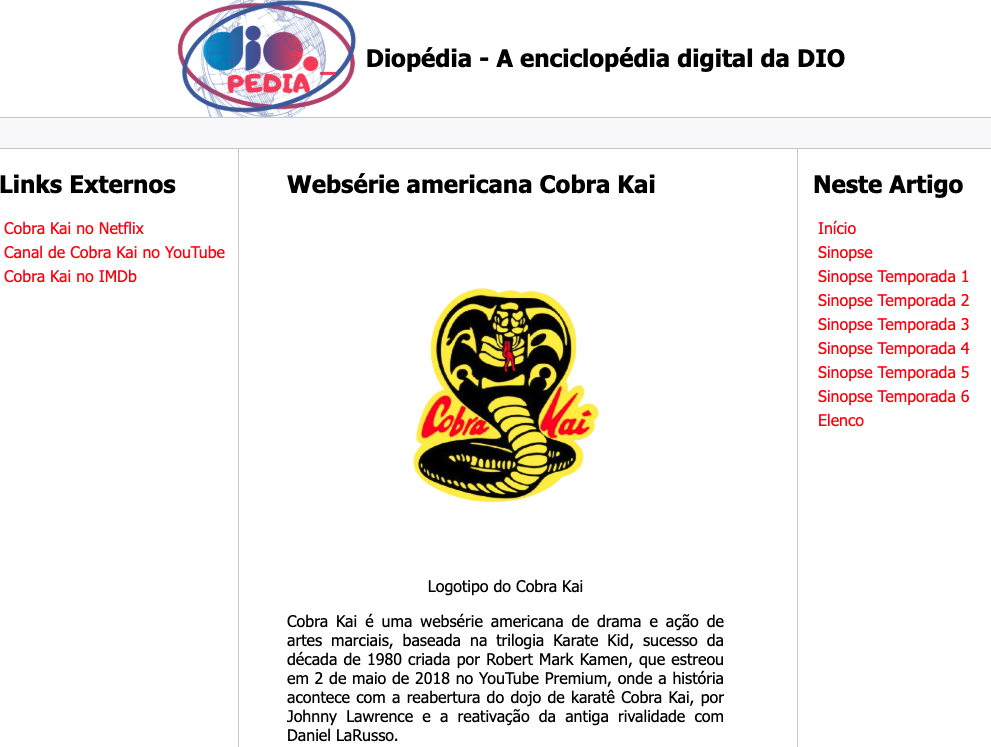 dio.
PEDIA
Diopédia - A enciclopédia digital da DIO
Links Externos
Cobra Kai no Netflix
Canal de Cobra Kai no YouTube
Cobra Kai no IMDb
Websérie americana Cobra Kai
Cobra Kai
Logotipo do Cobra Kai
Cobra Kai é uma websérie americana de drama e ação de
artes marciais, baseada na trilogia Karate Kid, sucesso da
década de 1980 criada por Robert Mark Kamen, que estreou
em 2 de maio de 2018 no YouTube Premium, onde a história
acontece com a reabertura do dojo de karatê Cobra Kai, por
Johnny Lawrence e a reativação da antiga rivalidade com
Daniel LaRusso.
Neste Artigo
Início
Sinopse
Sinopse Temporada 1
Sinopse Temporada 2
Sinopse Temporada 3
Sinopse Temporada 4
Sinopse Temporada 5
Sinopse Temporada 6
Elenco